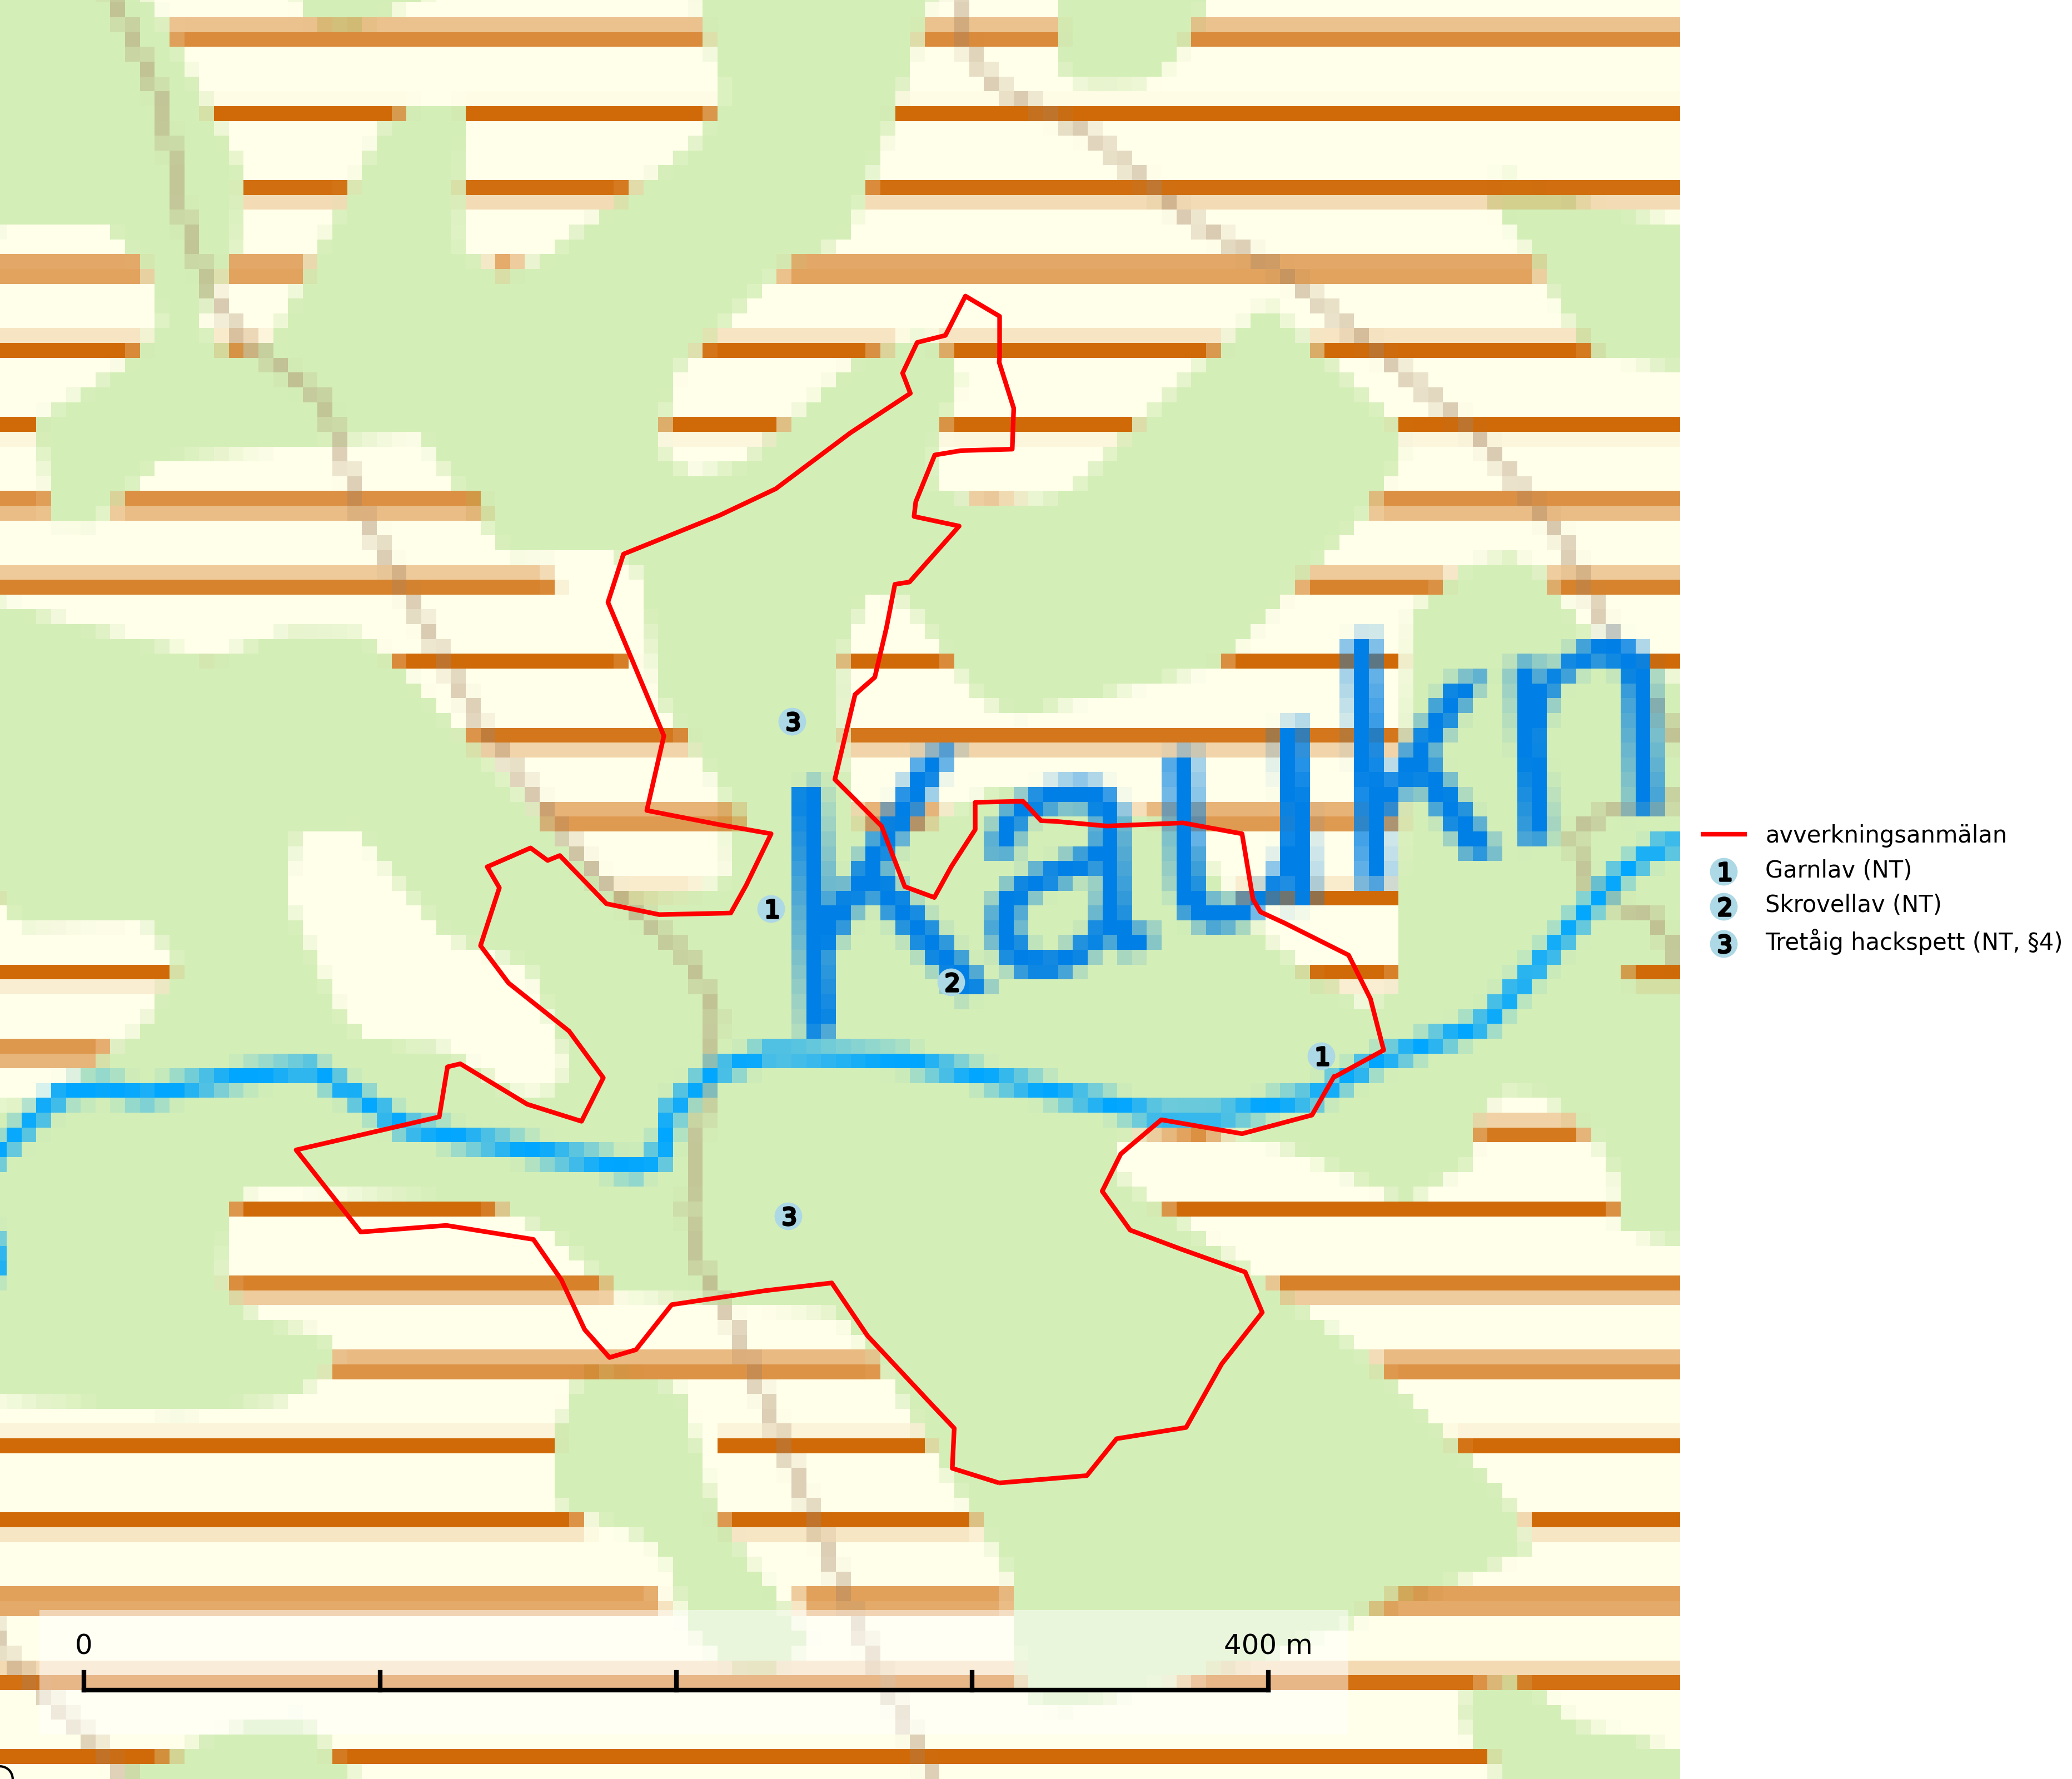 Kaulkn
3
1
2
1
3
avverkningsanmälan
1 Garnlav (NT)
2 Skrovellav (NT)
3 Tretåig hackspett (NT, §4)
0 400 m